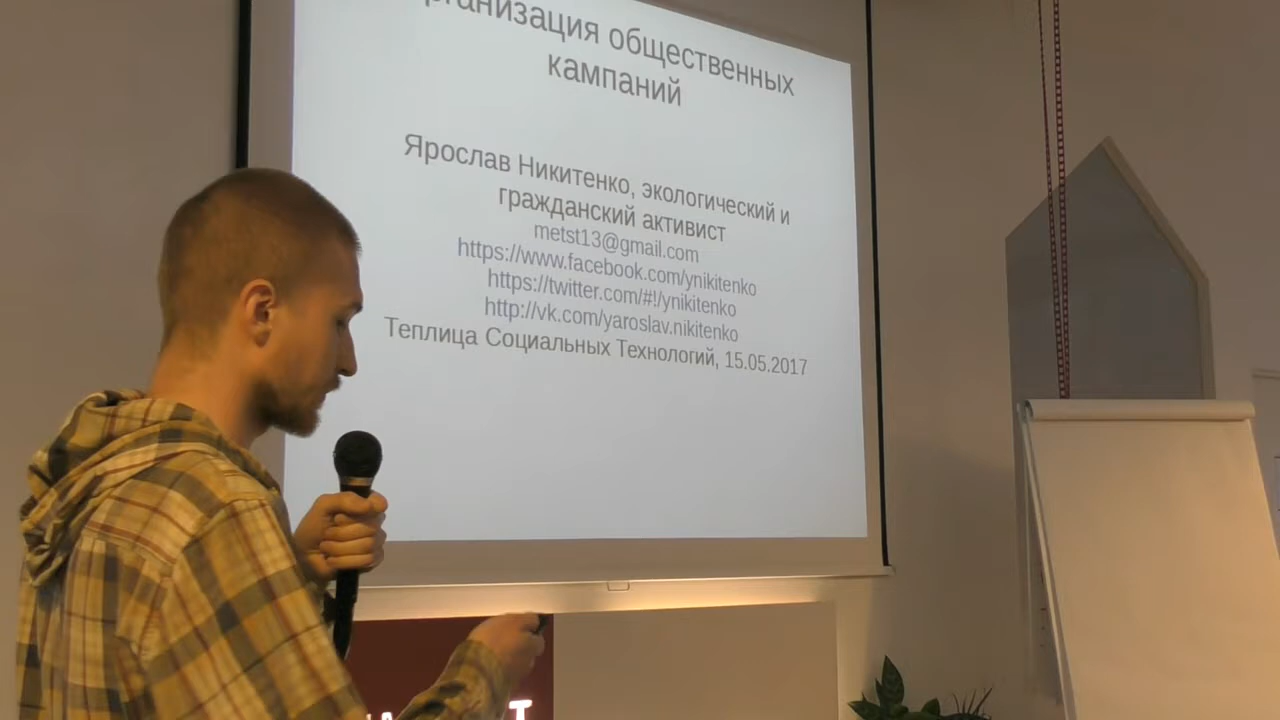 Организация общественных
кампаний
Ярослав Никитенко, экологический и
гражданский активист
metst13@gmail.com
https://www.facebook.com/ynikitenko
https://twitter.com/#!/ynikitenko
http://vk.com/yaroslav.nikitenko
Теплица Социальных Технологий, 15.05.2017